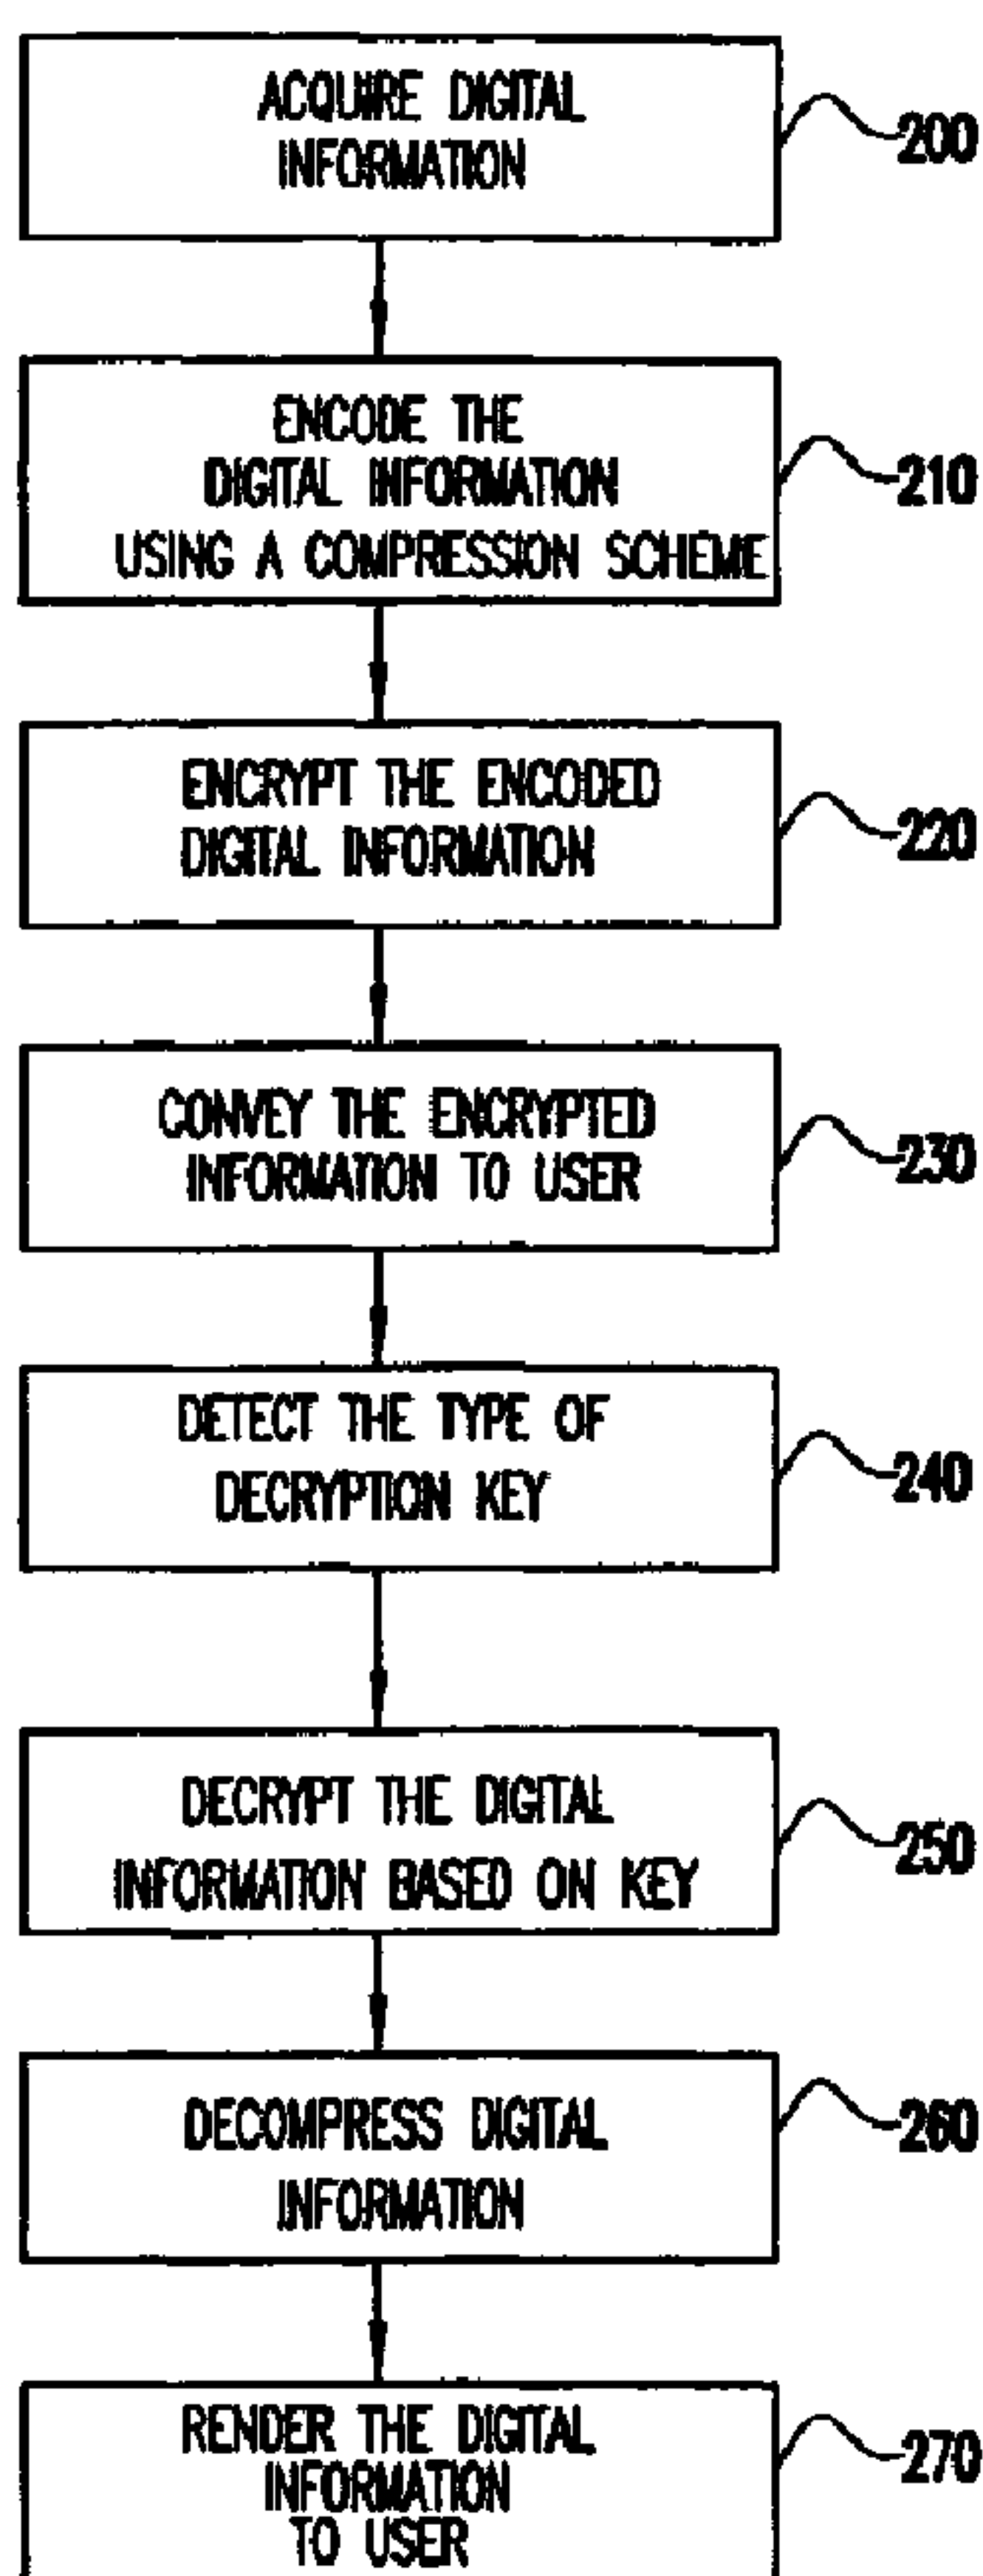 ACQUIRE DIGITAL
INFORMATION
200
ENCODE THE
DIGITAL INFORMATION
USING A COMPRESSION SCHEME
210
ENCRYPT THE ENCODED
DIGITAL INFORMATION
220
CONVEY THE ENCRYPTED
INFORMATION TO USER
230
DETECT THE TYPE OF
DECRYPTION KEY
240
DECRYPT THE DIGITAL
INFORMATION BASED ON KEY
250
DECOMPRESS DIGITAL
INFORMATION
260
RENDER THE DIGITAL
INFORMATION
TO USER
270